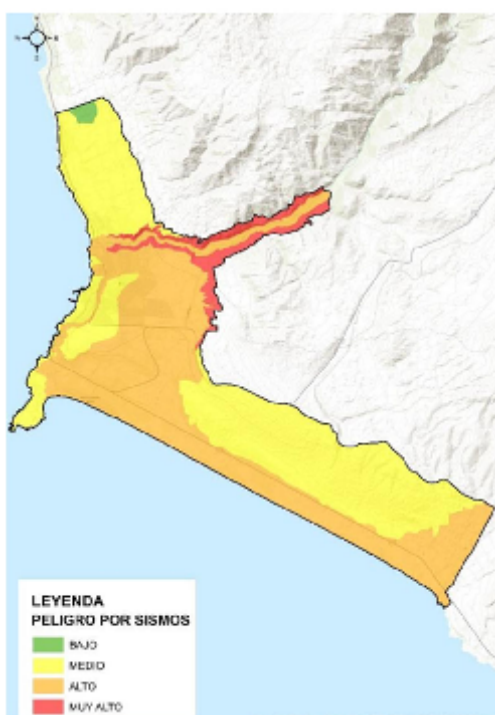 LEYENDA
PELIGRO POR SISMOS
BAJO
MEDIO
ALTO
MUY ALTO